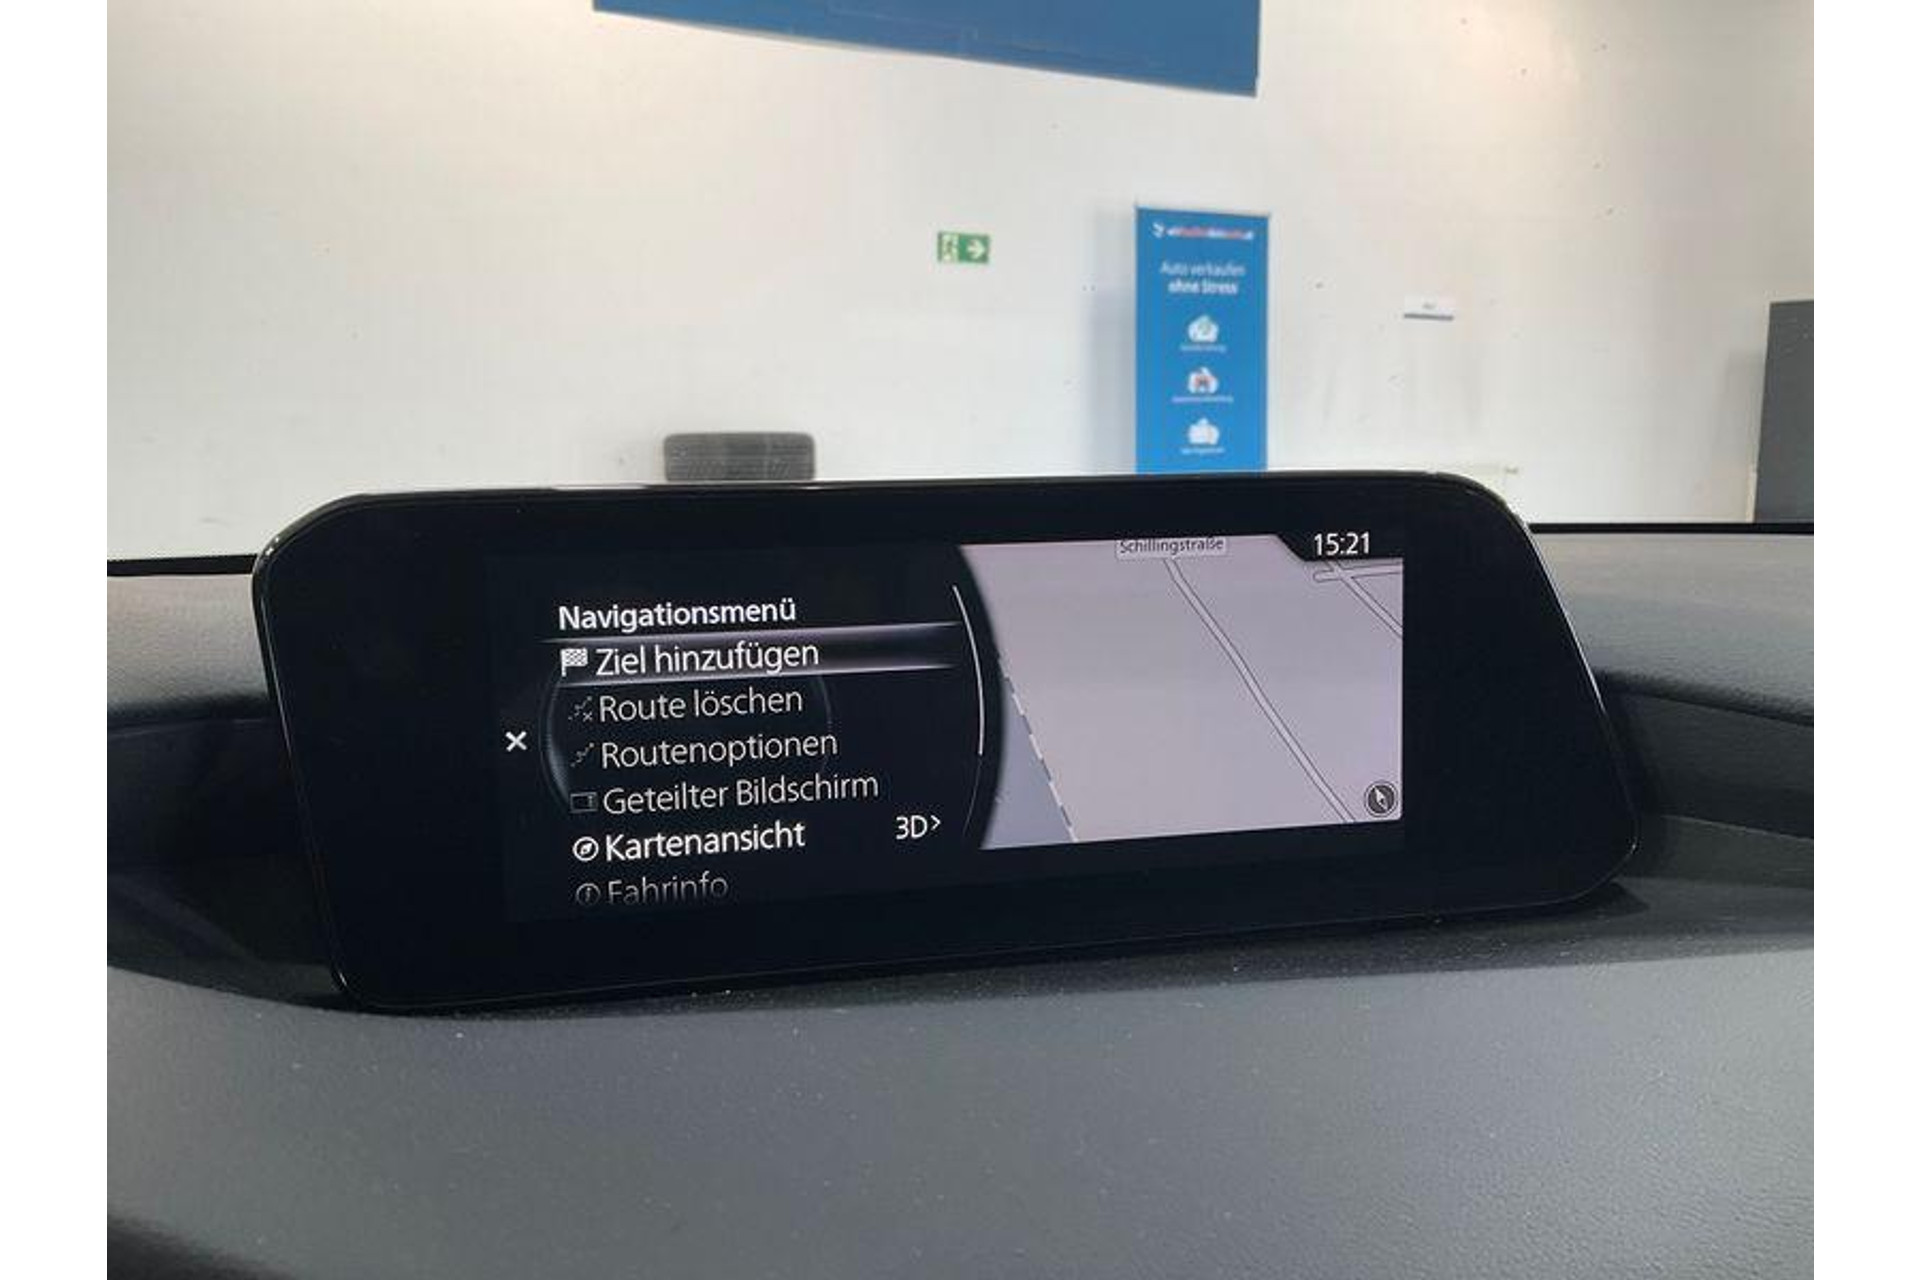 Auto verkaufen
ohne Stress
Schillingstraße
15:21
Navigationsmenü
Ziel hinzufügen
Route löschen
Routenoptionen
Geteilter Bildschirm
Kartenansicht 3D>
Fahrinfo